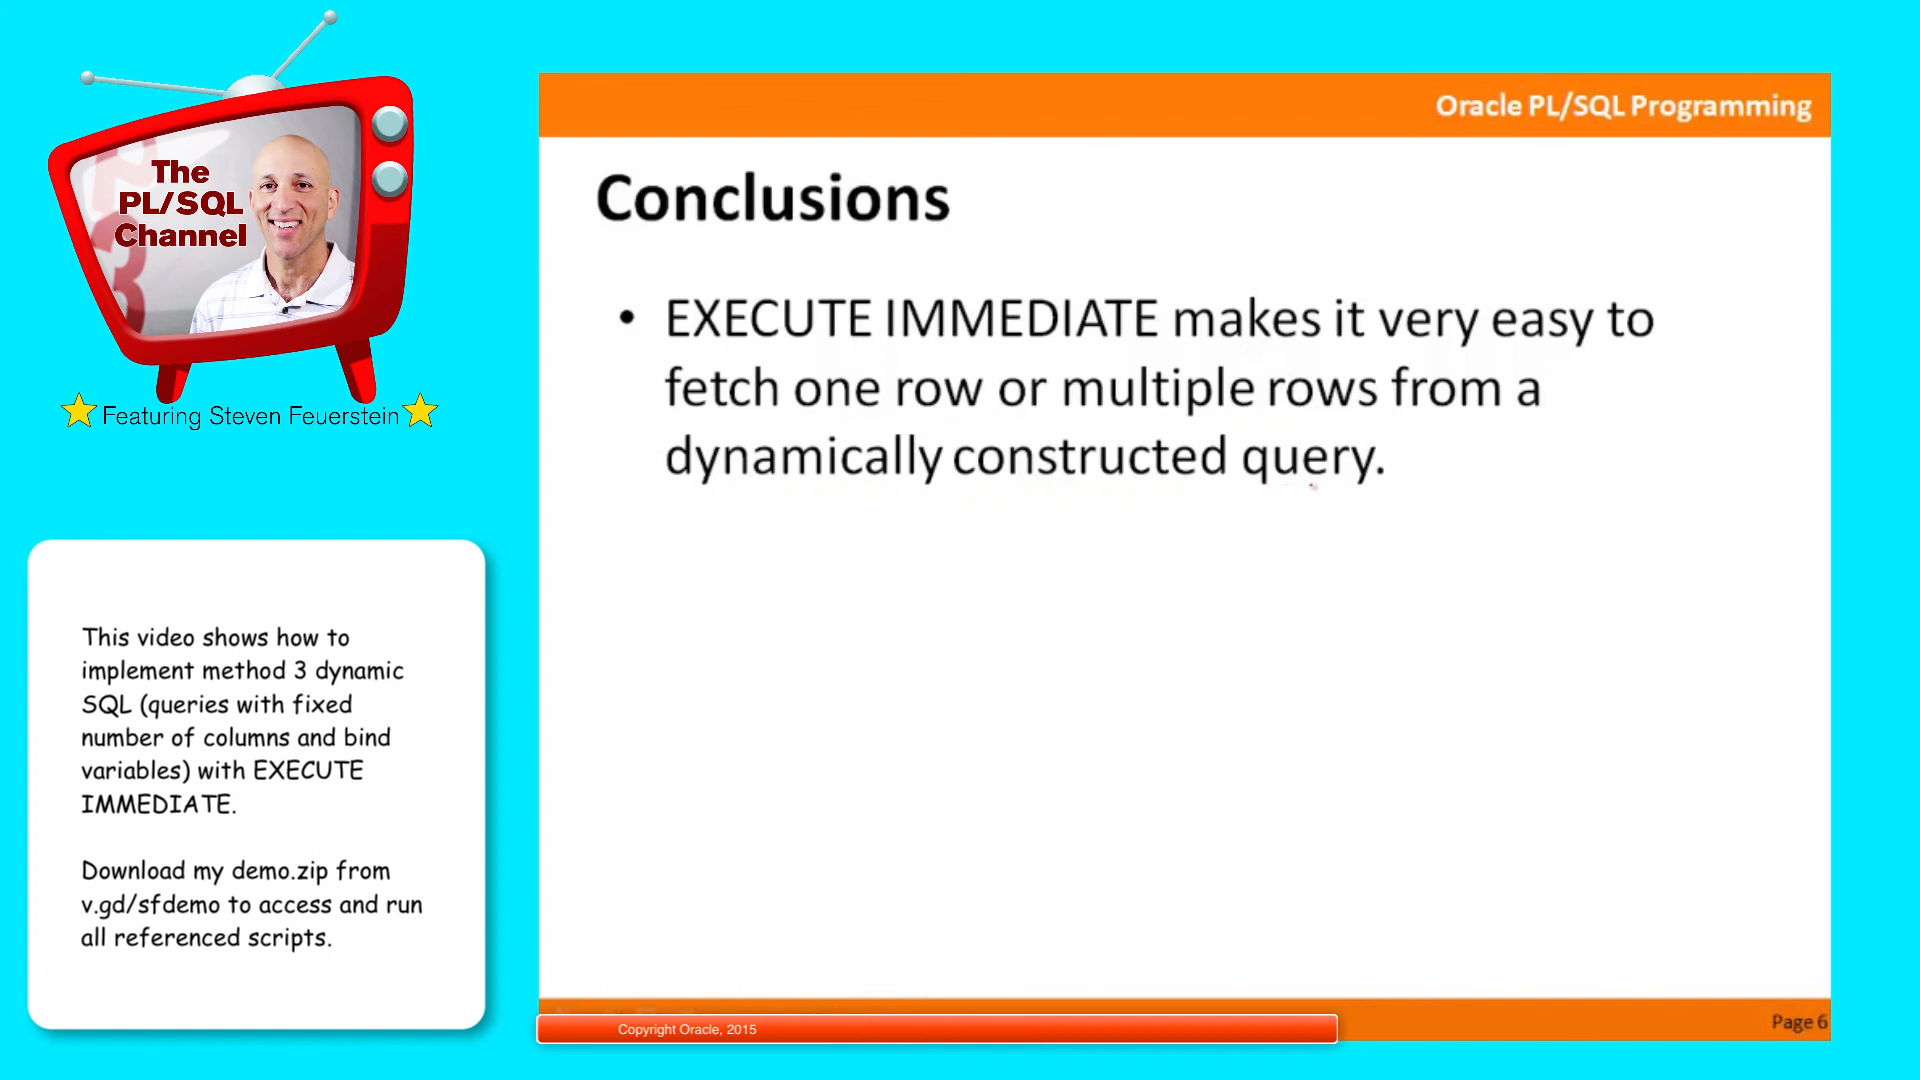 The
PL/SQL
Channel
Featuring Steven Feuerstein
This video shows how to
implement method 3 dynamic
SQL (queries with fixed
number of columns and bind
variables) with EXECUTE
IMMEDIATE.
Download my demo.zip from
v.gd/sfdemo to access and run
all referenced scripts.
Oracle PL/SQL Programming
Conclusions
• EXECUTE IMMEDIATE makes it very easy to
fetch one row or multiple rows from a
dynamically constructed query.
Copyright Oracle, 2015
Page 6